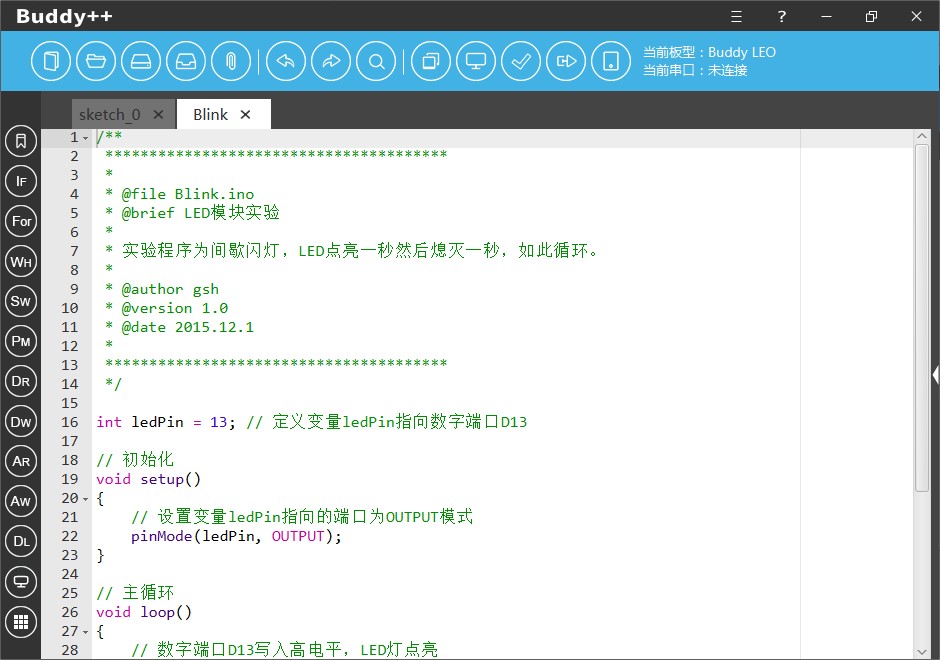 Buddy++
?
当前板型：Buddy LEO
当前串口：未连接
sketch_0 ×
Blink ×
IF
For
WH
SW
PM
DR
DW
AR
AW
DL
1 /**
2 ***************************************
3 *
4 * @file Blink.ino
5 * @brief LED模块实验
6 *
7 * 实验程序为间歇闪灯，LED点亮一秒然后熄灭一秒，如此循环。
8 *
9 * @author gsh
10 * @version 1.0
11 * @date 2015.12.1
12 *
13 ***************************************
14 */
15
16 int ledPin = 13; // 定义变量ledPin指向数字端口D13
17
18 // 初始化
19 void setup()
20 {
21 // 设置变量ledPin指向的端口为OUTPUT模式
22 pinMode(ledPin, OUTPUT);
23 }
24
25 // 主循环
26 void loop()
27 {
28 // 数字端口D13写入高电平，LED灯点亮